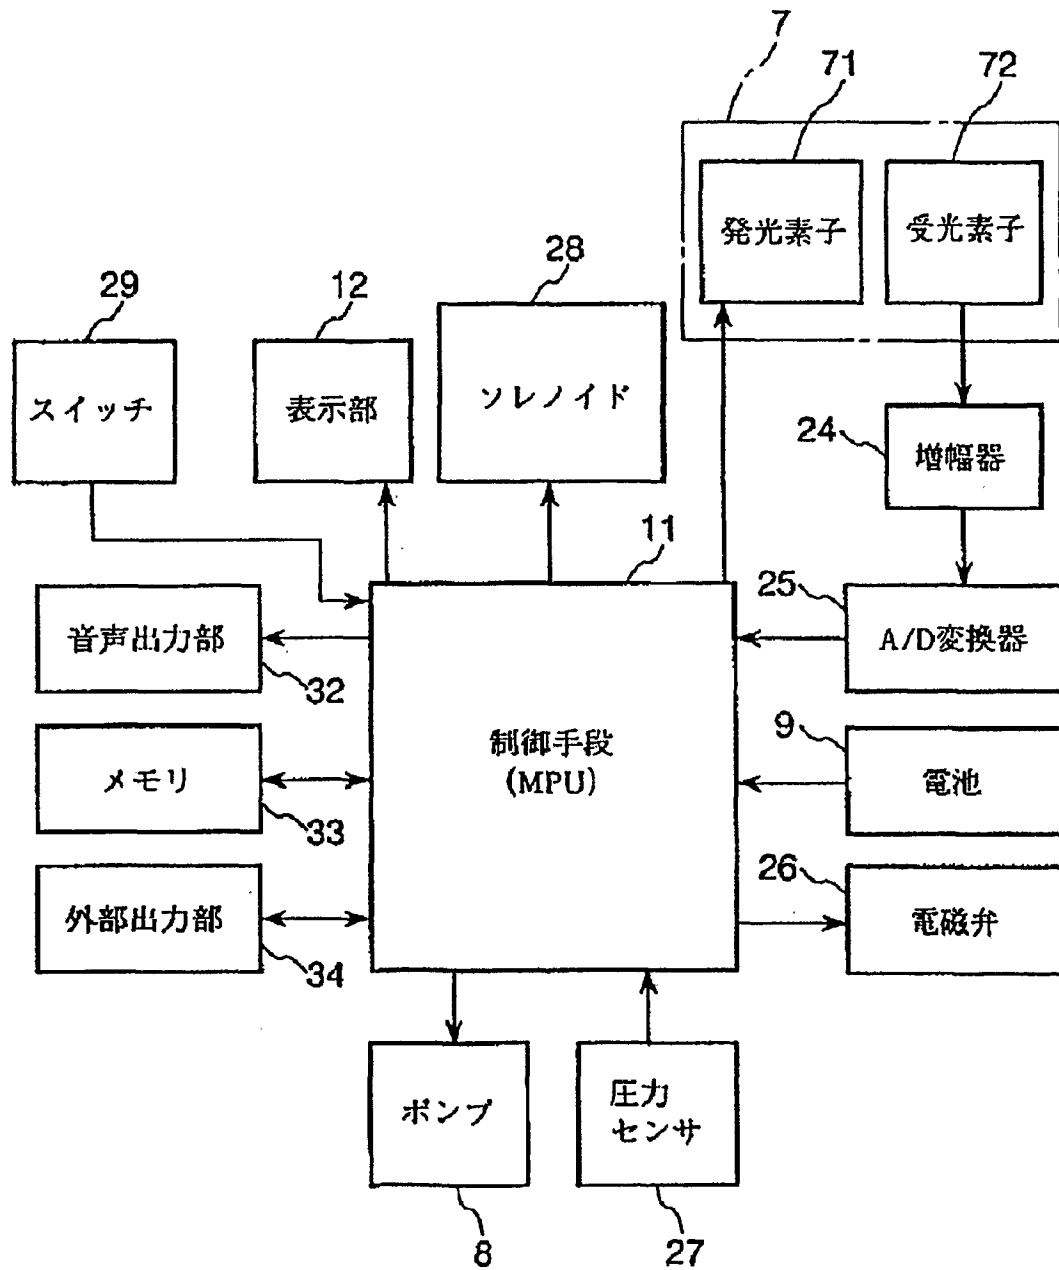 7
71
72
発光素子
受光素子
29
12
28
スイッチ
表示部
ソレノイド
24
増幅器
11
25
音声出力部
A/D変換器
32
9
メモリ
制御手段
(MPU)
電池
33
26
外部出力部
電磁弁
34
ポンプ
圧力
センサ
8
27